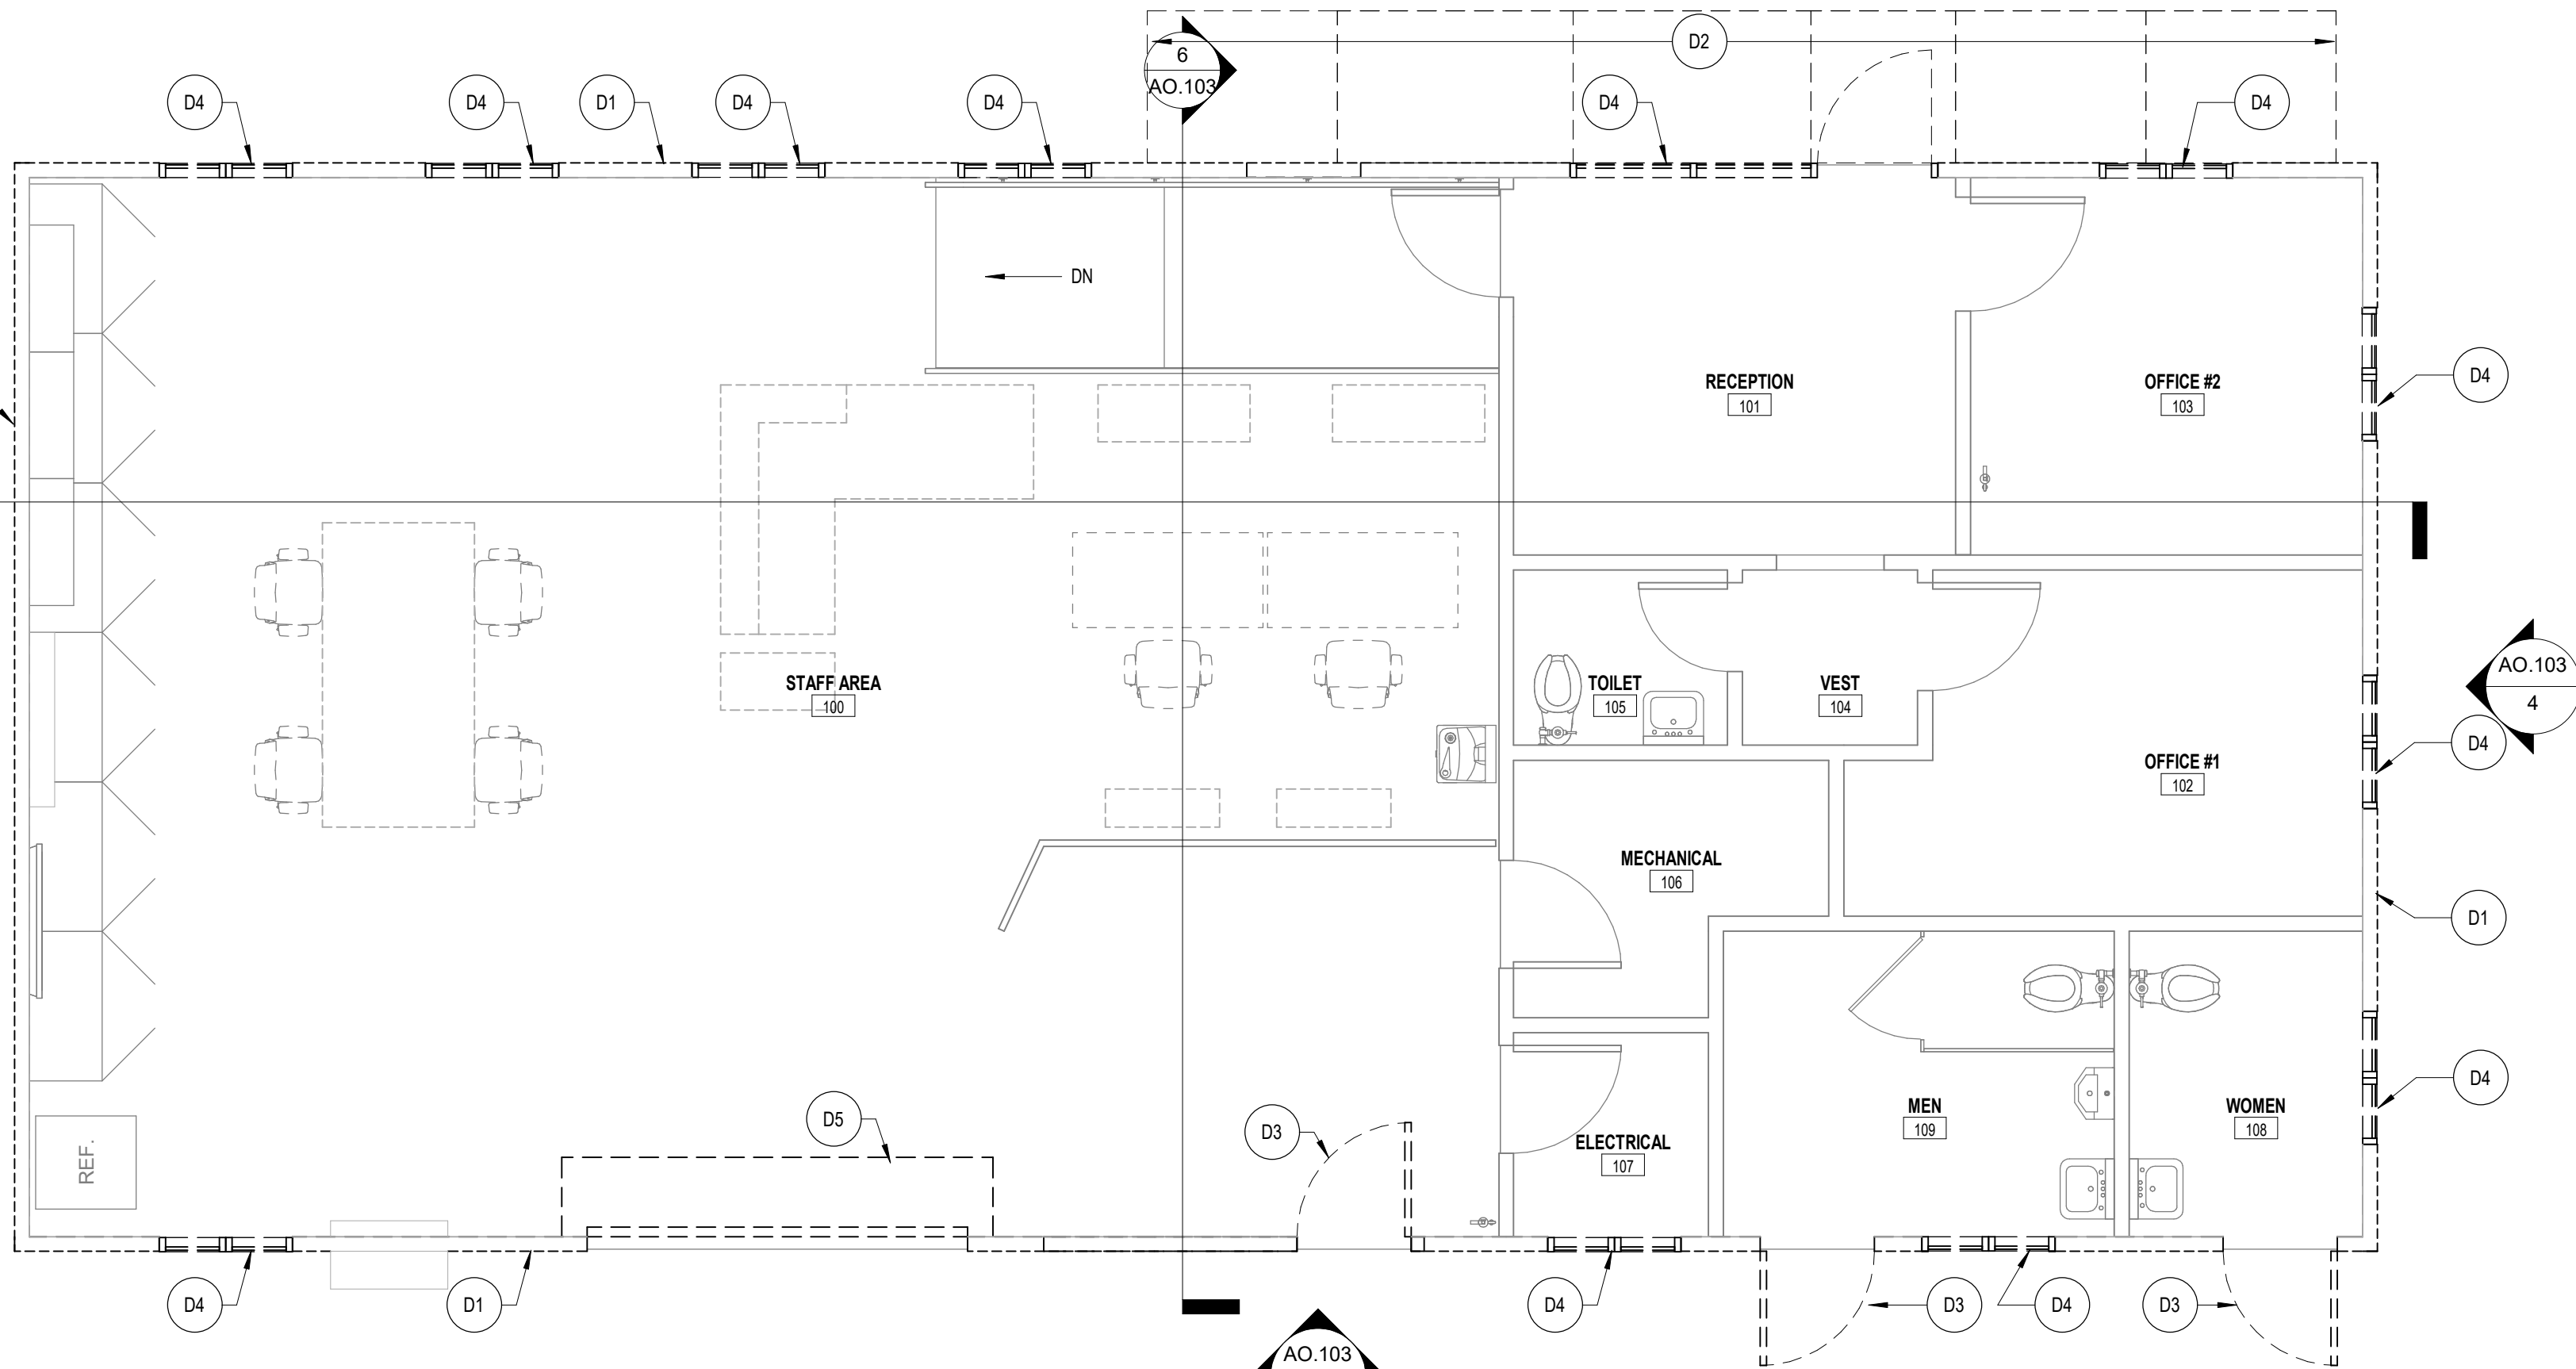 D2
6
AO.103
D4
D4
D1
D4
D4
D4
D4
DN
RECEPTION
101
OFFICE #2
103
D4
STAFF AREA
100
TOILET
105
VEST
104
AO.103
4
D4
OFFICE #1
102
MECHANICAL
106
D1
D4
MEN
109
WOMEN
108
D5
D3
ELECTRICAL
107
REF.
D4
D1
D4
D3
D4
D3
AO.103